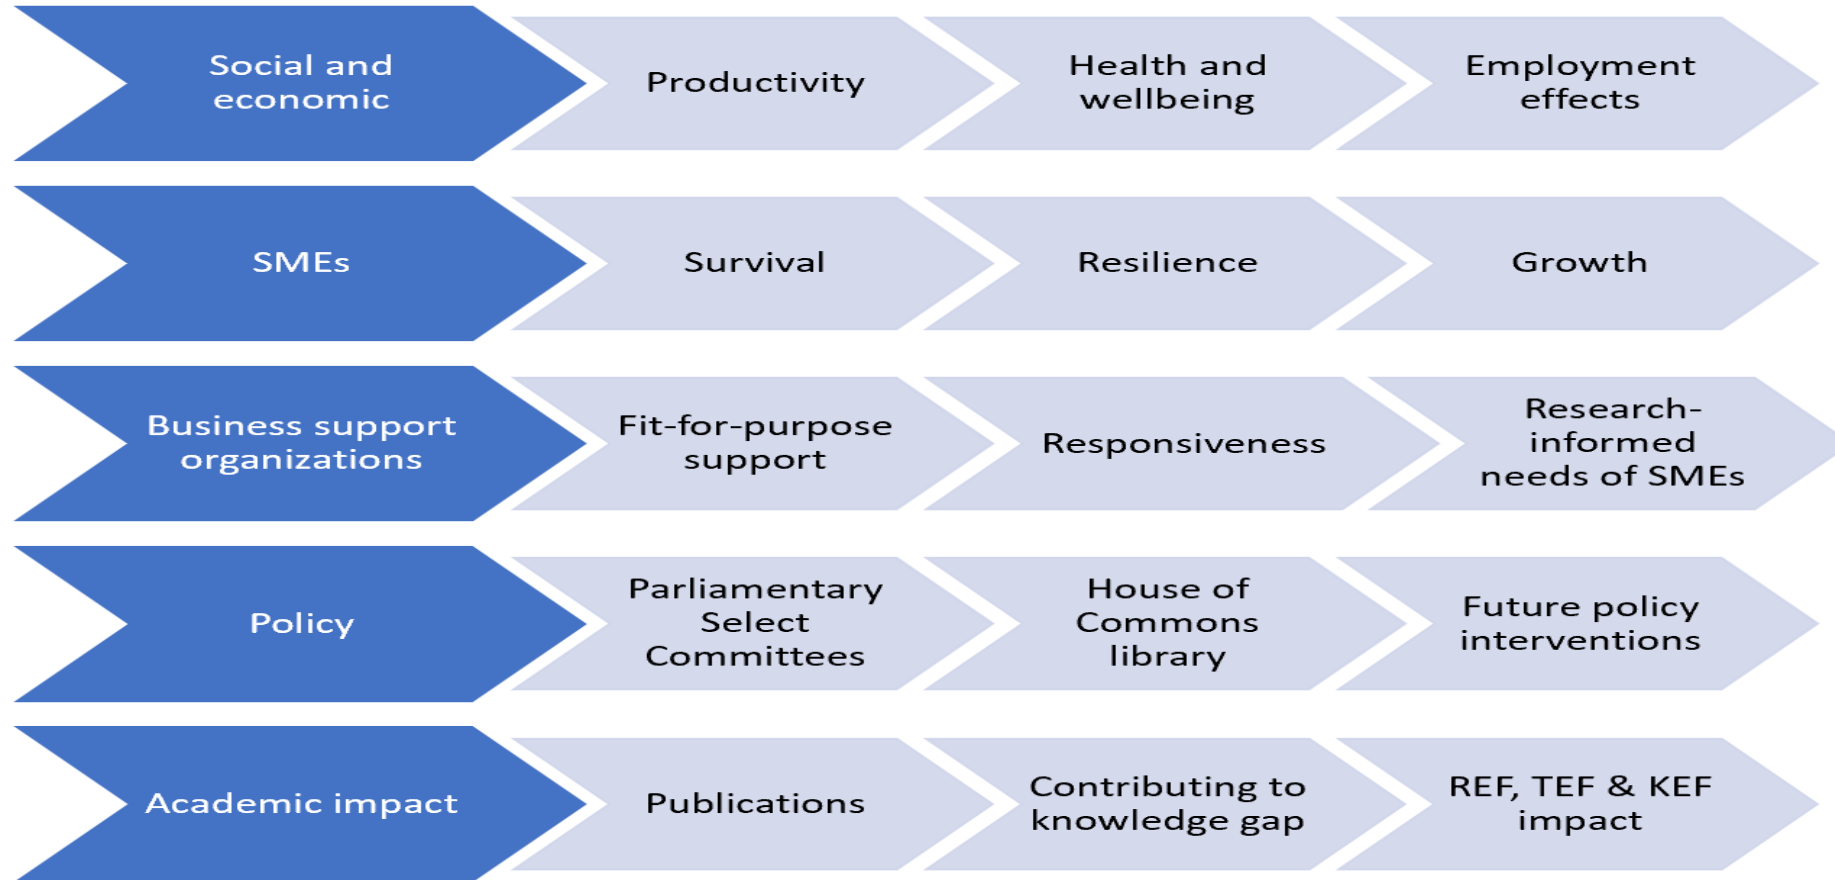 Social and
economic
Productivity
Health and
wellbeing
Employment
effects
SMEs
Survival
Resilience
Growth
Business support
organizations
Fit-for-purpose
support
Responsiveness
Research-
informed
needs of SMEs
Policy
Parliamentary
Select
Committees
House of
Commons
library
Future policy
interventions
Academic impact
Publications
Contributing to
knowledge gap
REF, TEF & KEF
impact